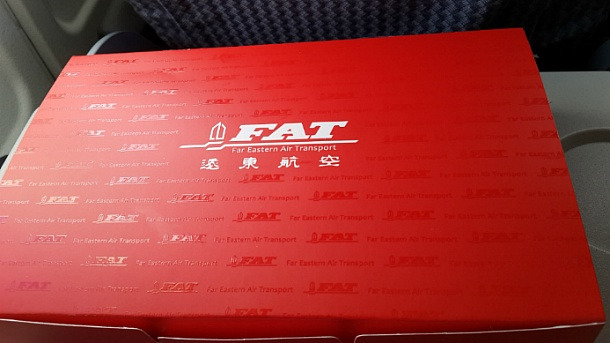 FAT
Far Eastern Air Transport
遠東航空